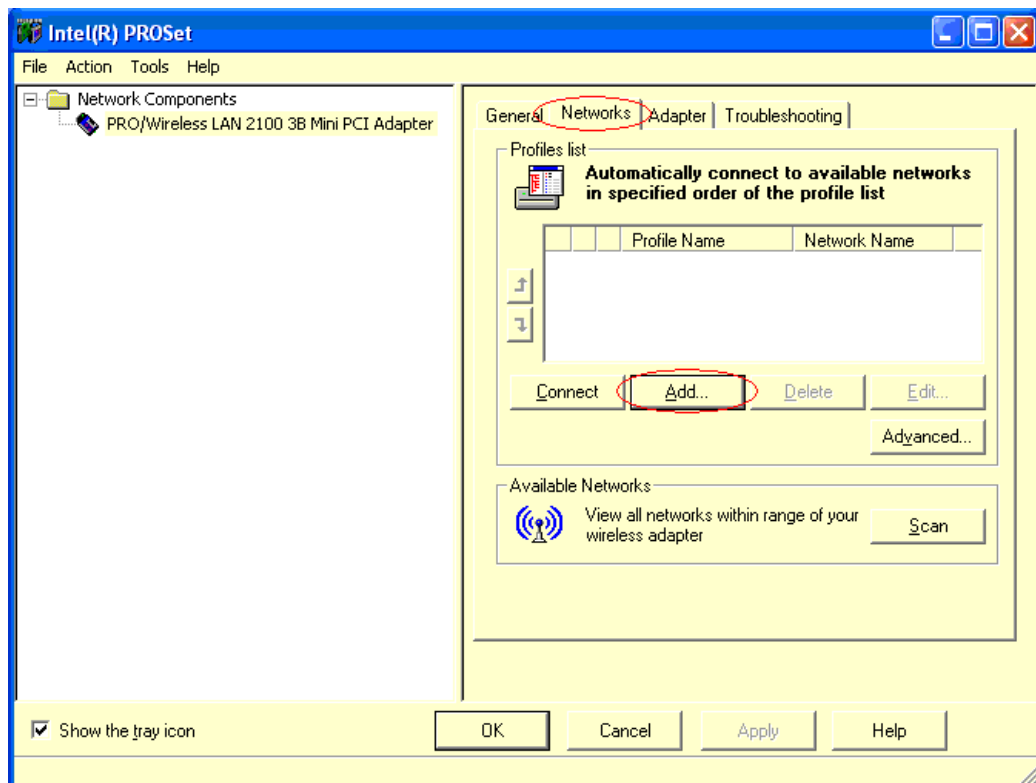 Intel(R) PROSet
File Action Tools Help
Network Components
PRO/Wireless LAN 2100 3B Mini PCI Adapter
General Networks Adapter Troubleshooting
Profiles list
Automatically connect to available networks
in specified order of the profile list
Profile Name Network Name
Connect Add... Delete Edit...
Advanced...
Available Networks
View all networks within range of your
wireless adapter
Scan
Show the tray icon
OK Cancel Apply Help